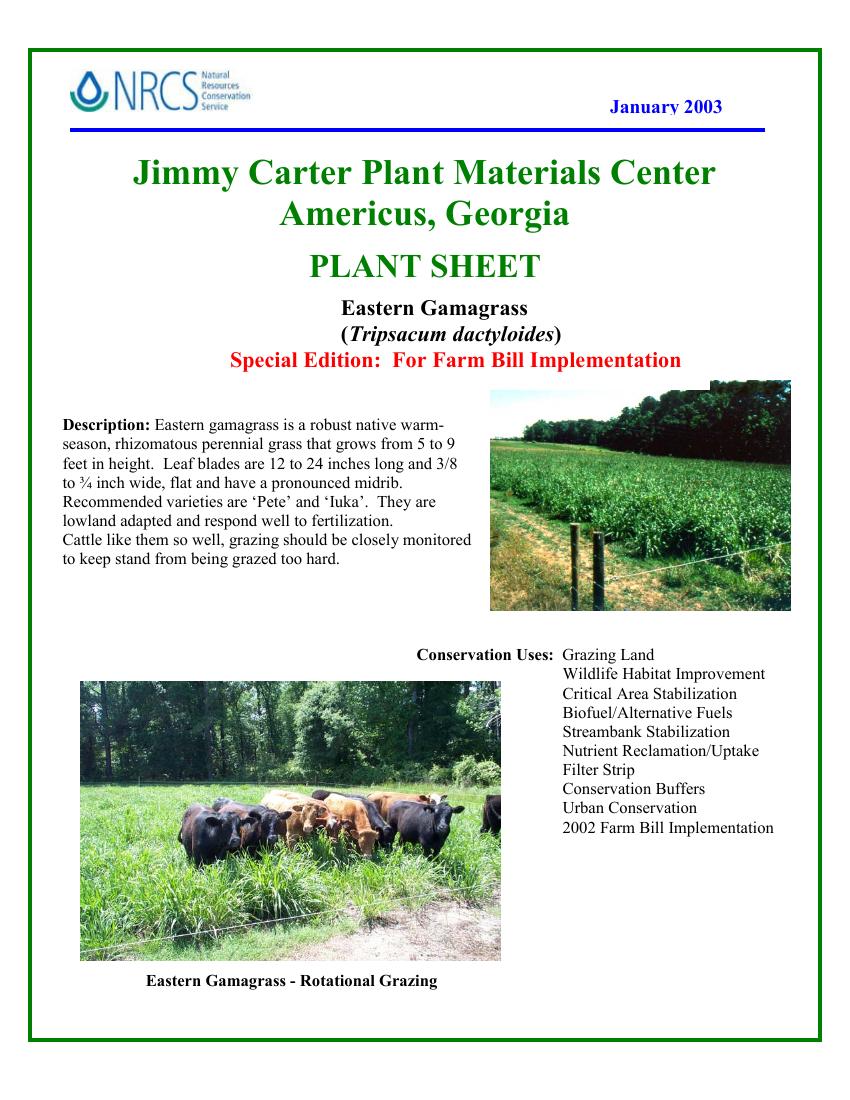 NRCS
Natural
Resources
Conservation
Service
January 2003
Jimmy Carter Plant Materials Center
Americus, Georgia
PLANT SHEET
Eastern Gamagrass
(Tripsacum dactyloides)
Special Edition:  For Farm Bill Implementation
Description: Eastern gamagrass is a robust native warm-
season, rhizomatous perennial grass that grows from 5 to 9
feet in height.  Leaf blades are 12 to 24 inches long and 3/8
to ¾ inch wide, flat and have a pronounced midrib.
Recommended varieties are ‘Pete’ and ‘Iuka’.  They are
lowland adapted and respond well to fertilization.
Cattle like them so well, grazing should be closely monitored
to keep stand from being grazed too hard.
Conservation Uses:  Grazing Land
Wildlife Habitat Improvement
Critical Area Stabilization
Biofuel/Alternative Fuels
Streambank Stabilization
Nutrient Reclamation/Uptake
Filter Strip
Conservation Buffers
Urban Conservation
2002 Farm Bill Implementation
Eastern Gamagrass - Rotational Grazing